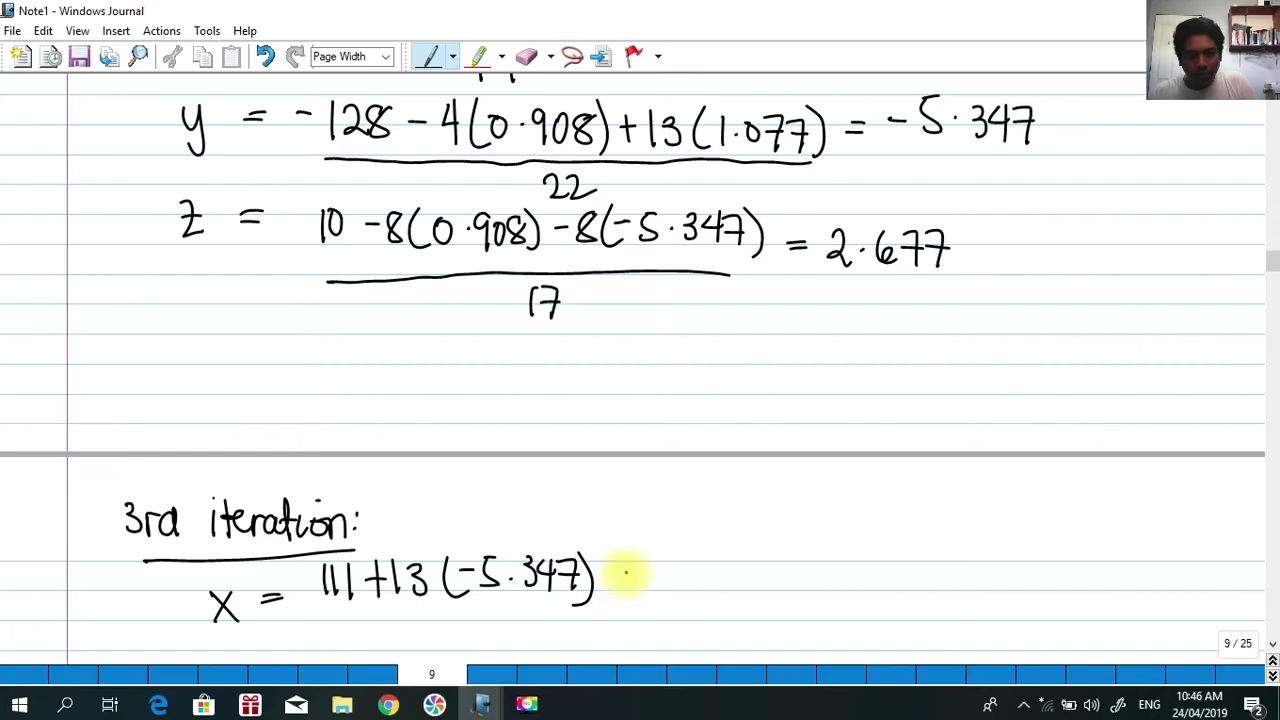 Note1 - Windows Journal
File Edit View Insert Actions Tools Help
Page Width
y = -128 - 4(0.908) + 13(1.077) = -5.347
22
z = 10 - 8(0.908) - 8(-5.347) = 2.677
17
3rd iteration:
x = 111 + 13(-5.347)
9 / 25
9
ENG
10:46 AM
24/04/2019
2